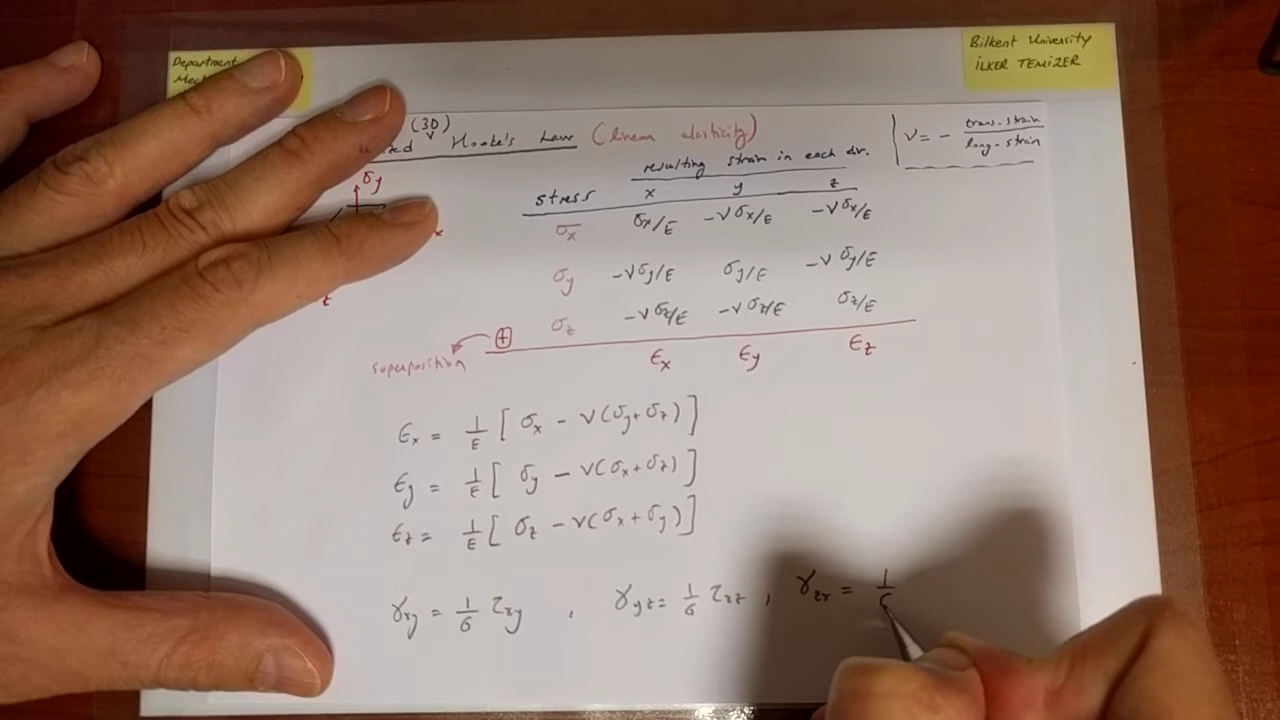 Department
Mec
Bilkent University
İLKER TEMİZER
(3D)
Hooke's Law (linear elasticity)
ν = - trans. strain / long. strain
σy
x
z
resulting strain in each dir.
stress x y z
σx σx/E -νσx/E -νσx/E
σy -νσy/E σy/E -νσy/E
σz -νσz/E -νσz/E σz/E
+
superposition
εx εy εz
εx = 1/E [ σx - ν(σy+σz) ]
εy = 1/E [ σy - ν(σx+σz) ]
εz = 1/E [ σz - ν(σx+σy) ]
γxy = 1/G τxy , γyz = 1/G τxz , γzx = 1/G